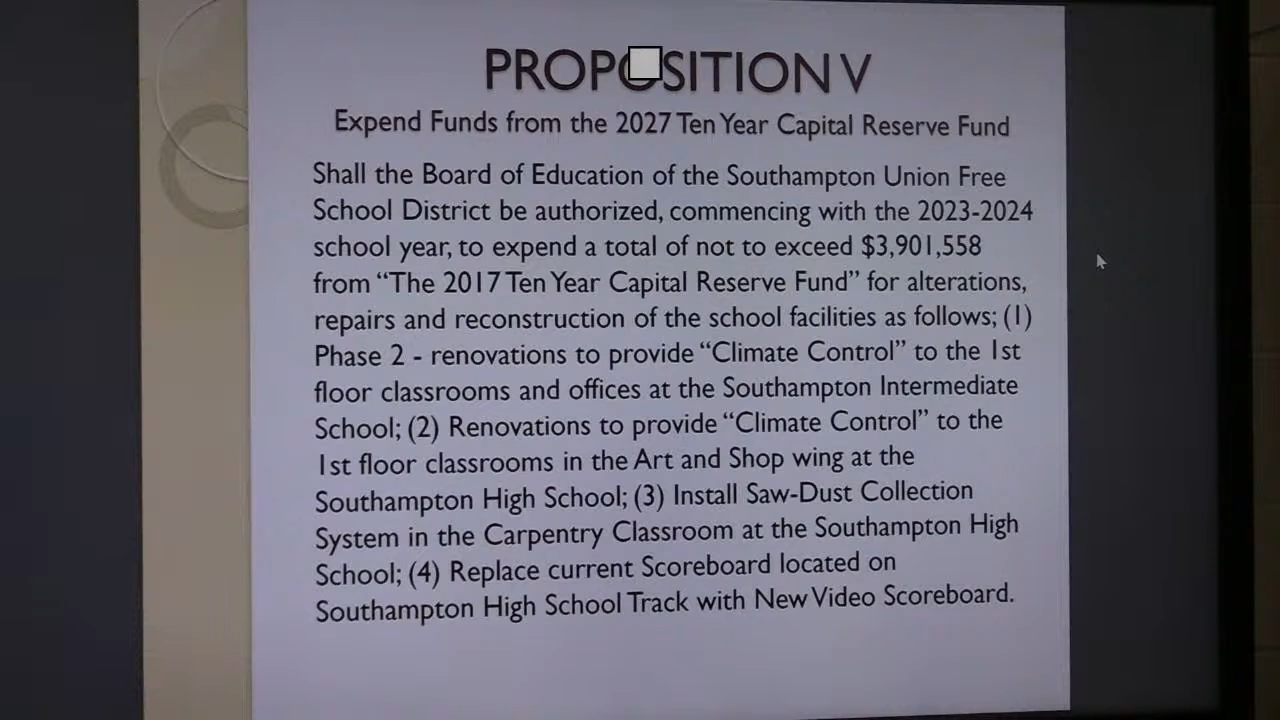 PROPOSITION V
Expend Funds from the 2027 Ten Year Capital Reserve Fund
Shall the Board of Education of the Southampton Union Free
School District be authorized, commencing with the 2023-2024
school year, to expend a total of not to exceed $3,901,558
from “The 2017 Ten Year Capital Reserve Fund” for alterations,
repairs and reconstruction of the school facilities as follows; (1)
Phase 2 - renovations to provide “Climate Control” to the 1st
floor classrooms and offices at the Southampton Intermediate
School; (2) Renovations to provide “Climate Control” to the
1st floor classrooms in the Art and Shop wing at the
Southampton High School; (3) Install Saw-Dust Collection
System in the Carpentry Classroom at the Southampton High
School; (4) Replace current Scoreboard located on
Southampton High School Track with New Video Scoreboard.